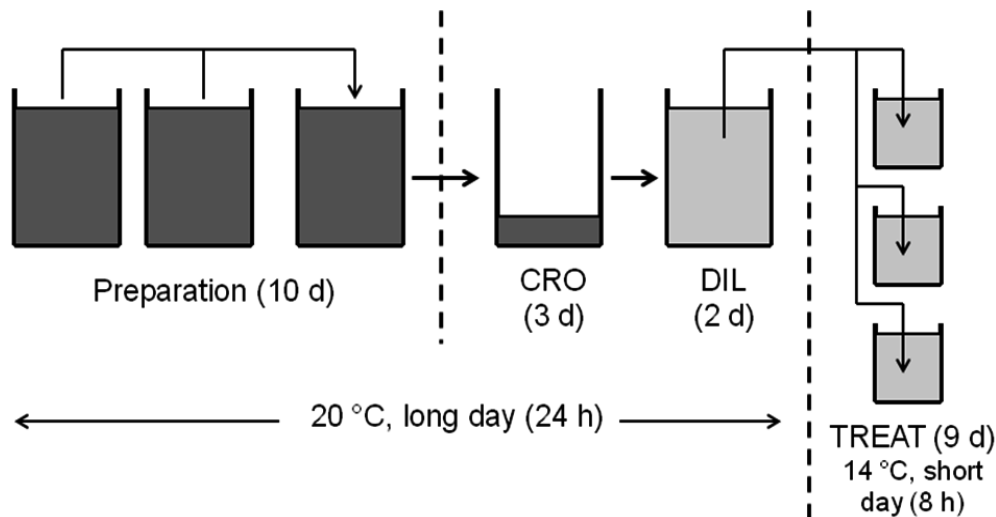 Preparation (10 d)
CRO
(3 d)
DIL
(2 d)
20 °C, long day (24 h)
TREAT (9 d)
14 °C, short
day (8 h)